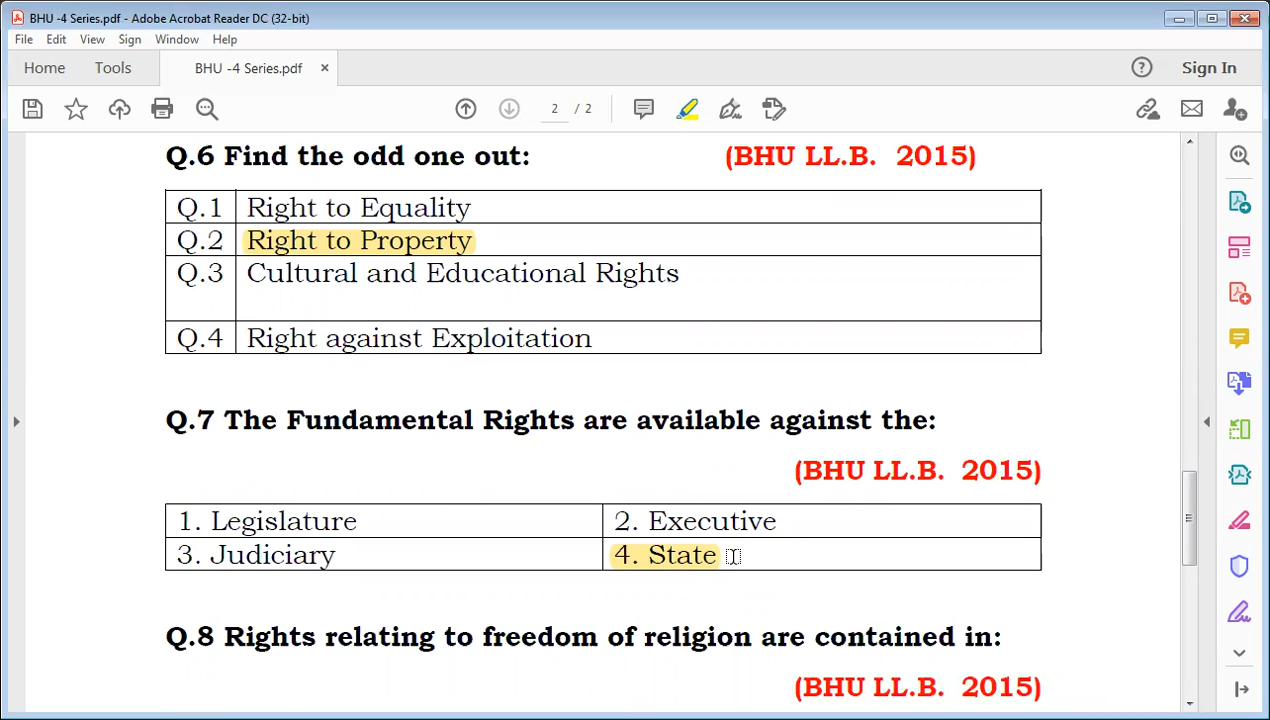 BHU -4 Series.pdf - Adobe Acrobat Reader DC (32-bit)
File Edit View Sign Window Help
Home Tools BHU -4 Series.pdf × Sign In
2 / 2
Q.6 Find the odd one out: (BHU LL.B. 2015)
Q.1 Right to Equality
Q.2 Right to Property
Q.3 Cultural and Educational Rights
Q.4 Right against Exploitation
Q.7 The Fundamental Rights are available against the:
(BHU LL.B. 2015)
1. Legislature 2. Executive
3. Judiciary 4. State
Q.8 Rights relating to freedom of religion are contained in:
(BHU LL.B. 2015)